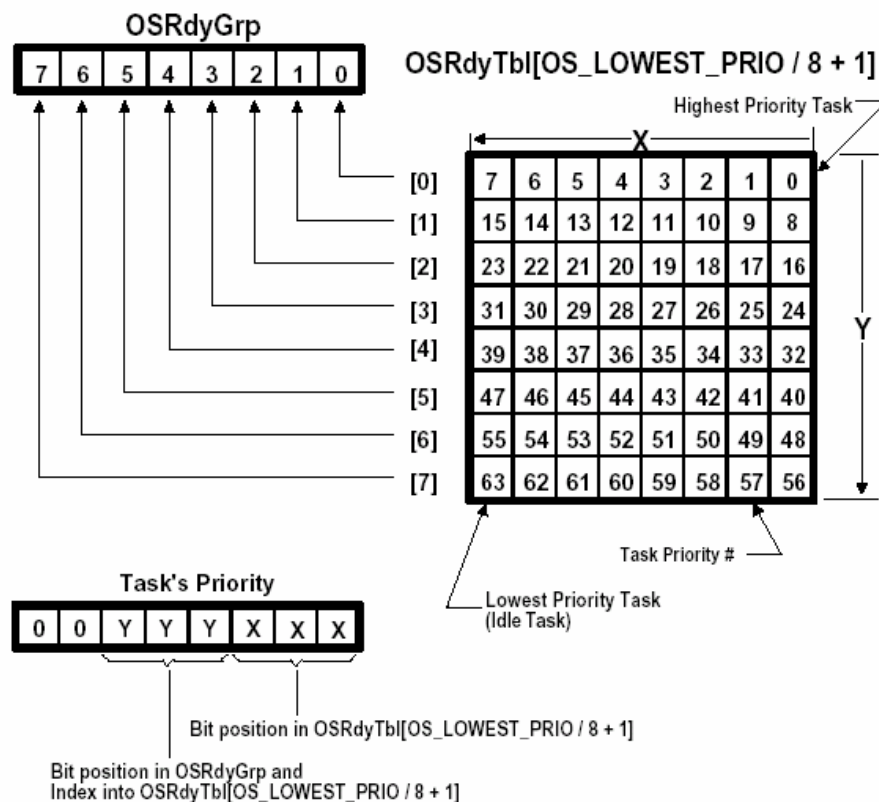 OSRdyGrp
7 6 5 4 3 2 1 0
OSRdyTbl[OS_LOWEST_PRIO / 8 + 1]
Highest Priority Task
X
[0] 7 6 5 4 3 2 1 0
[1] 15 14 13 12 11 10 9 8
[2] 23 22 21 20 19 18 17 16
[3] 31 30 29 28 27 26 25 24
[4] 39 38 37 36 35 34 33 32
[5] 47 46 45 44 43 42 41 40
[6] 55 54 53 52 51 50 49 48
[7] 63 62 61 60 59 58 57 56
Y
Task Priority #
Lowest Priority Task
(Idle Task)
Task's Priority
0 0 Y Y Y X X X
Bit position in OSRdyTbl[OS_LOWEST_PRIO / 8 + 1]
Bit position in OSRdyGrp and
Index into OSRdyTbl[OS_LOWEST_PRIO / 8 + 1]